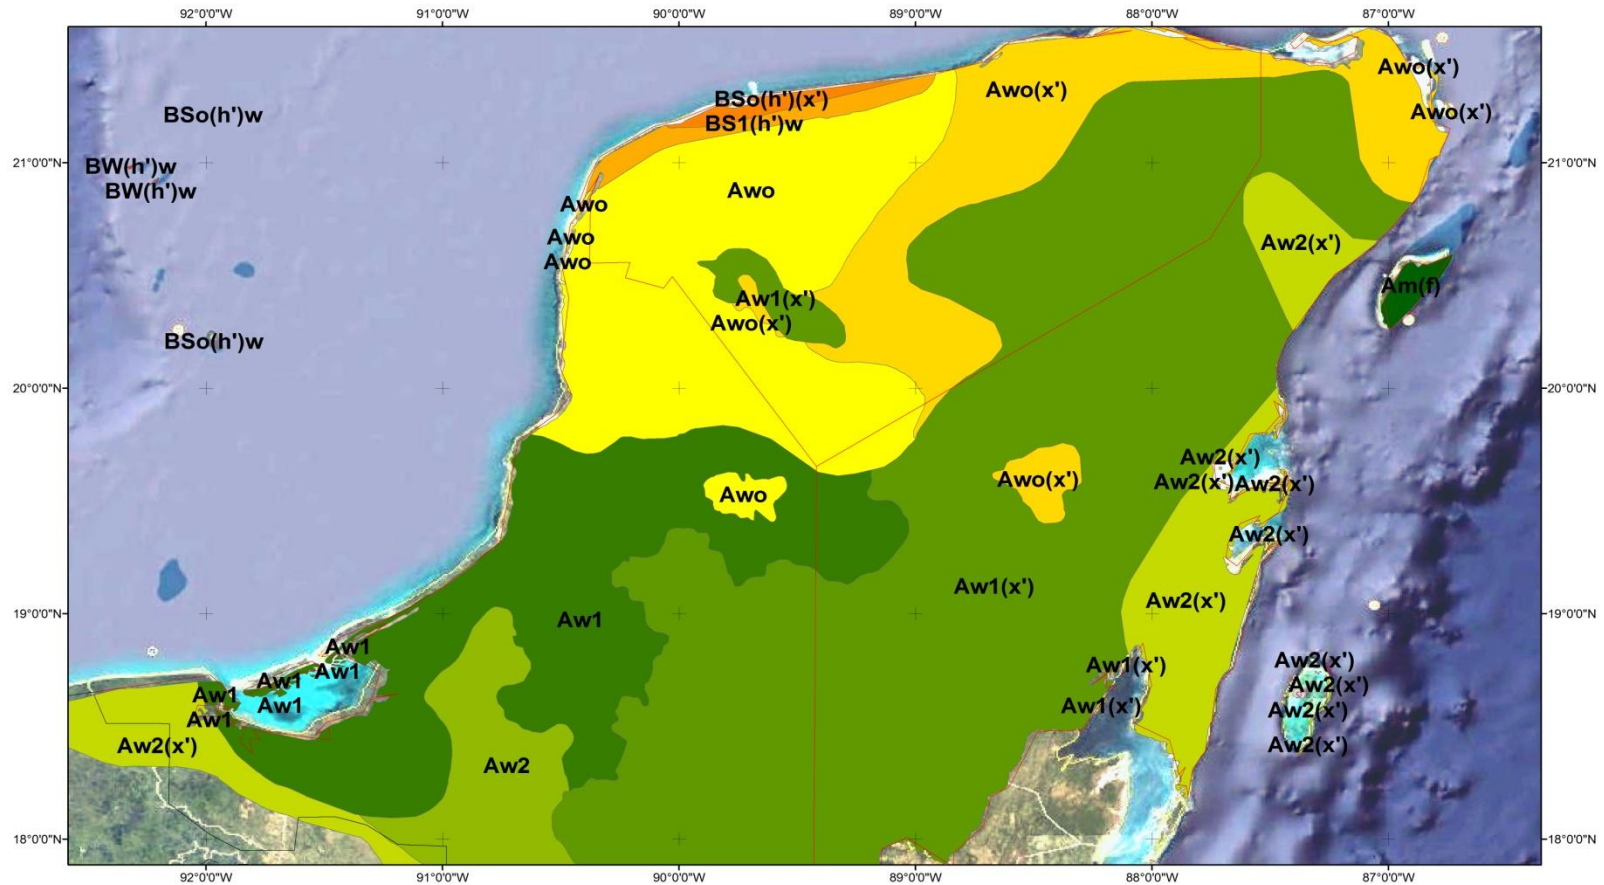 92°0'0"W 91°0'0"W 90°0'0"W 89°0'0"W 88°0'0"W 87°0'0"W
Awo(x')
BSo(h')(x')
Awo(x')
BSo(h')w
Awo(x')
BS1(h')w
21°0'0"N 21°0'0"N
BW(h')w
BW(h')w
Awo
Awo
Awo
Aw2(x')
Awo
Am(f)
Aw1(x')
Awo(x')
BSo(h')w
20°0'0"N 20°0'0"N
Aw2(x')
Awo(x')
Aw2(x') Aw2(x')
Awo
Aw2(x')
Aw1(x')
Aw2(x')
19°0'0"N 19°0'0"N
Aw1
Aw1
Aw2(x')
Aw1(x')
Aw1
Aw1
Aw2(x')
Aw1
Aw1
Aw1(x')
Aw2(x')
Aw1
Aw2(x')
Aw2(x')
Aw2
18°0'0"N 18°0'0"N
92°0'0"W 91°0'0"W 90°0'0"W 89°0'0"W 88°0'0"W 87°0'0"W